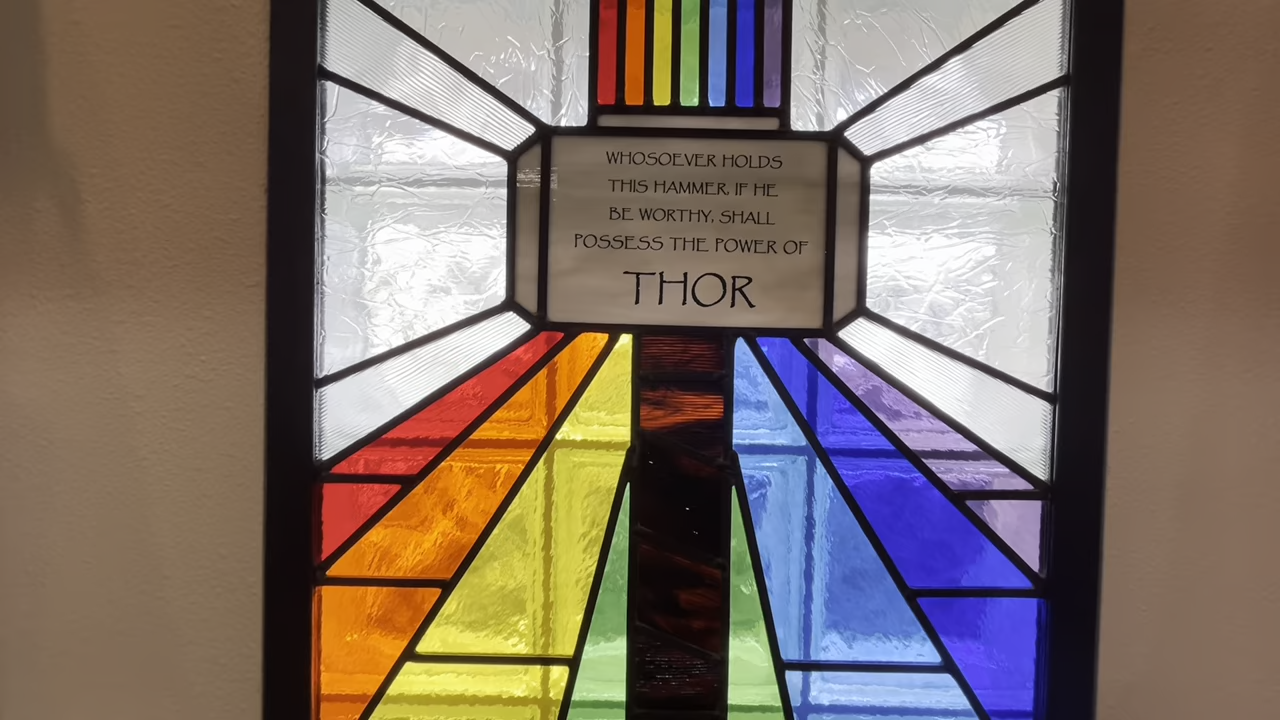 WHOSOEVER HOLDS
THIS HAMMER, IF HE
BE WORTHY, SHALL
POSSESS THE POWER OF
THOR